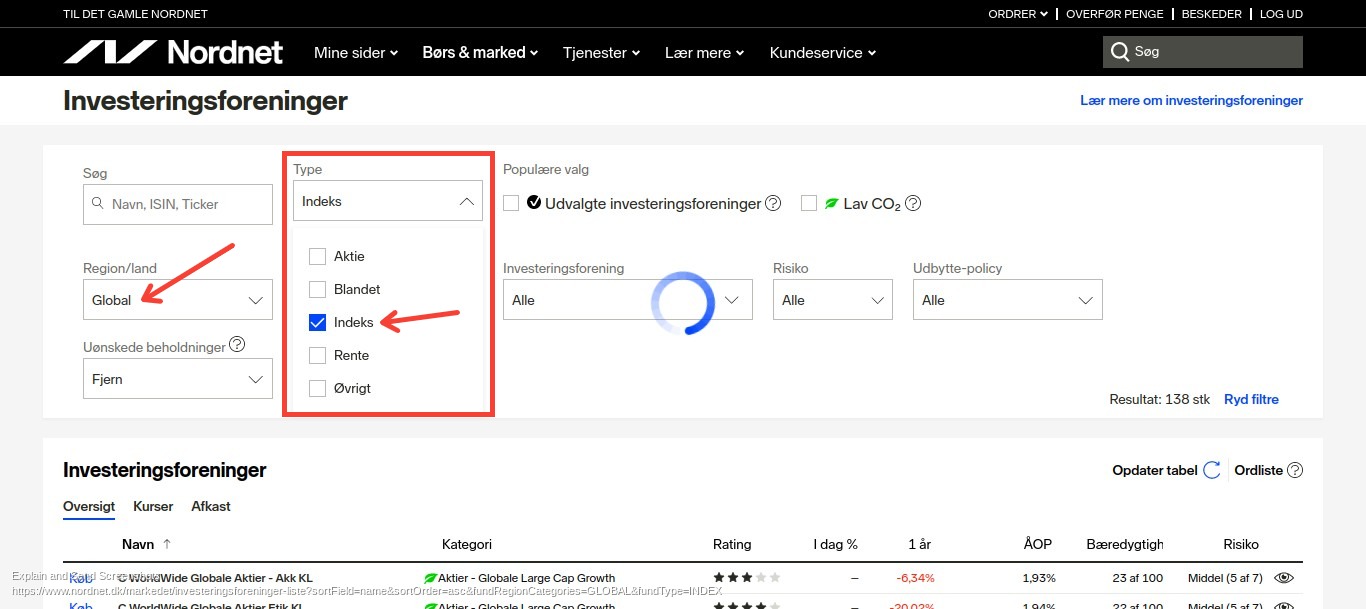 TIL DET GAMLE NORDNET
ORDRER OVERFØR PENGE BESKEDER LOG UD
Nordnet Mine sider Børs & marked Tjenester Lær mere Kundeservice Søg
Investeringsforeninger
Lær mere om investeringsforeninger
Søg
Navn, ISIN, Ticker
Type
Indeks
Populære valg
Udvalgte investeringsforeninger ? Lav CO₂ ?
Region/land
Global
Aktie
Blandet
Indeks
Rente
Øvrigt
Investeringsforening
Alle
Risiko
Alle
Udbytte-policy
Alle
Uønskede beholdninger ?
Fjern
Resultat: 138 stk Ryd filtre
Investeringsforeninger
Opdater tabel Ordliste ?
Oversigt Kurser Afkast
Navn ↑ Kategori Rating I dag % 1 år ÅOP Bæredygtigh Risiko
Køb C WorldWide Globale Aktier - Akk KL Aktier - Globale Large Cap Growth – -6,34% 1,93% 23 af 100 Middel (5 af 7)
Explain and Send Screenshots
https://www.nordnet.dk/markedet/investeringsforeninger-liste?sortField=name&sortOrder=asc&fundRegionCategories=GLOBAL&fundType=INDEX
Køb C WorldWide Globale Aktier Etik KL Aktier - Globale Large Cap Growth – -20,02% 1,94% 22 af 100 Middel (5 af 7)